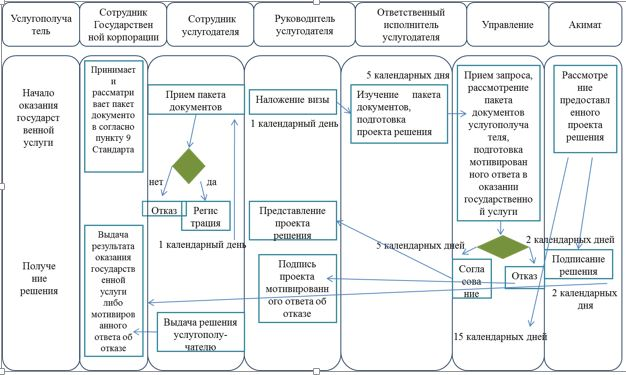 Услугополуча
тель
Сотрудник
Государствен
ной корпорации
Сотрудник
услугодателя
Руководитель
услугодателя
Ответственный
исполнитель
услугодателя
Управление
Акимат
Начало
оказания
государст
венной
услуги
Получе
ние
решения
Принимает
и
рассматри
вает пакет
документо
в согласно
пункту 9
Стандарта
Выдача
результата
оказания
государств
енной
услуги
либо
мотивиров
анного
ответа об
отказе
Прием пакета
документов
нет
да
Отказ
Регис
трация
1 календарный день
Выдача решения
услугополу-
чателю
Наложение визы
1 календарный день
Представление
проекта
решения
Подпись
проекта
мотивированн
ого ответа об
отказе
5 календарных дня
Изучение пакета
документов,
подготовка
проекта решения
5 календарных дней
Прием запроса,
рассмотрение
пакета
документов
услугополуча
теля,
подготовка
мотивирован
ного ответа в
оказании
государственно
й услуги
Согла
сова
ние
Отказ
Рассмотре
ние
предостав
ленного
проекта
решения
2 календарных дней
Подписание
решения
2 календарных
дня
15 календарных дней